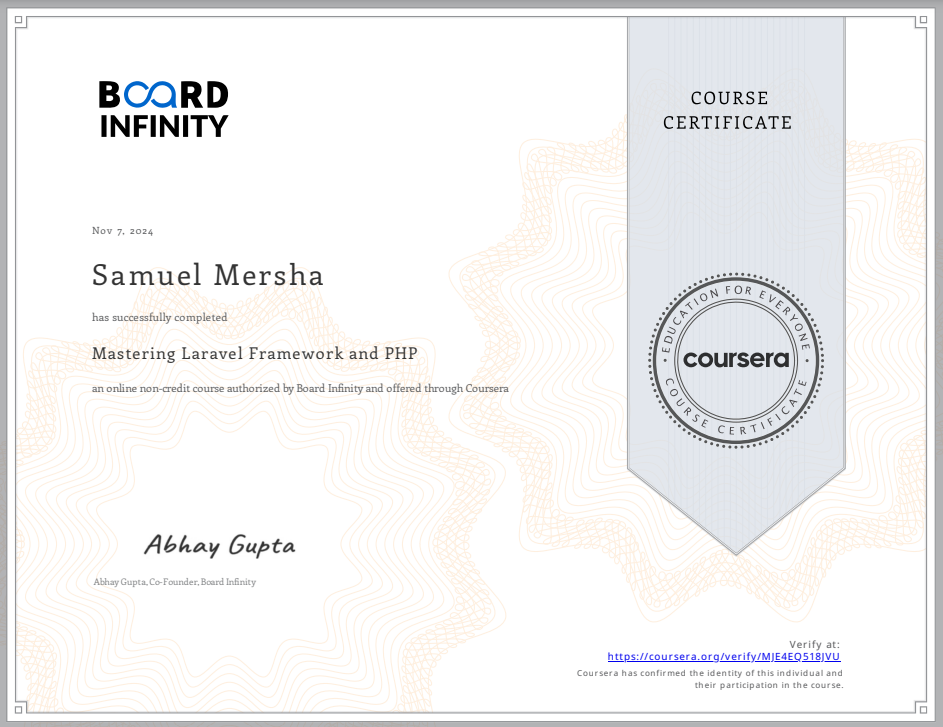 BOARD
INFINITY
COURSE
CERTIFICATE
Nov 7, 2024
Samuel Mersha
has successfully completed
Mastering Laravel Framework and PHP
an online non-credit course authorized by Board Infinity and offered through Coursera
EDUCATION FOR EVERYONE
coursera
COURSE CERTIFICATE
Abhay Gupta
Abhay Gupta, Co-Founder, Board Infinity
Verify at:
https://coursera.org/verify/MJE4EQ518JVU
Coursera has confirmed the identity of this individual and
their participation in the course.